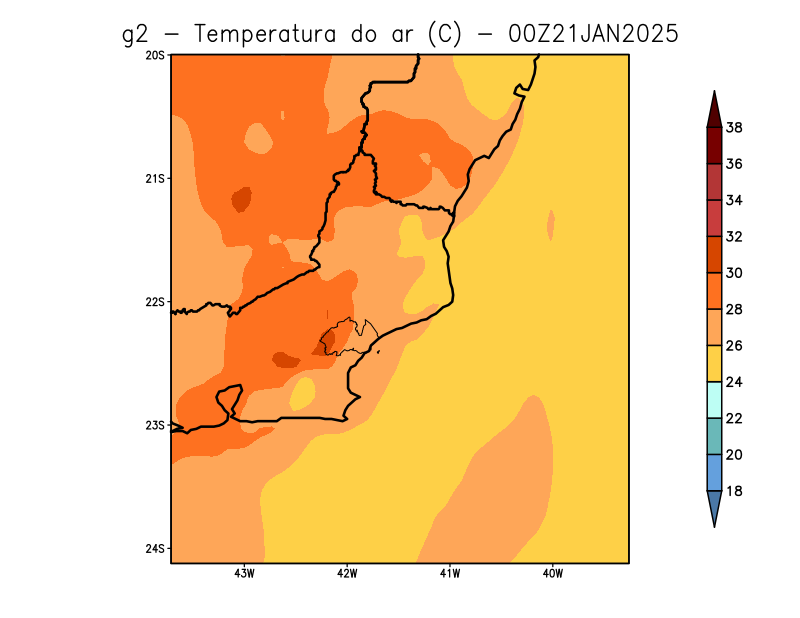 g2 – Temperatura do ar (C) – 00Z21JAN2025
20S
21S
22S
23S
24S
43W
42W
41W
40W
38
36
34
32
30
28
26
24
22
20
18